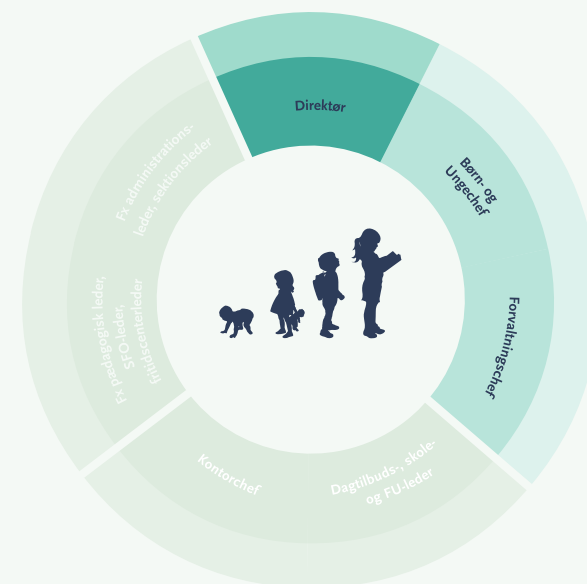 Direktør
Børn- og
Ungechef
Forvaltningschef
Dagtilbuds-, skole-
og FU-leder
Kontorchef
Fx pædagogisk leder,
SFO-leder,
fritidscenterleder
Fx administrations-
leder, sektionsleder